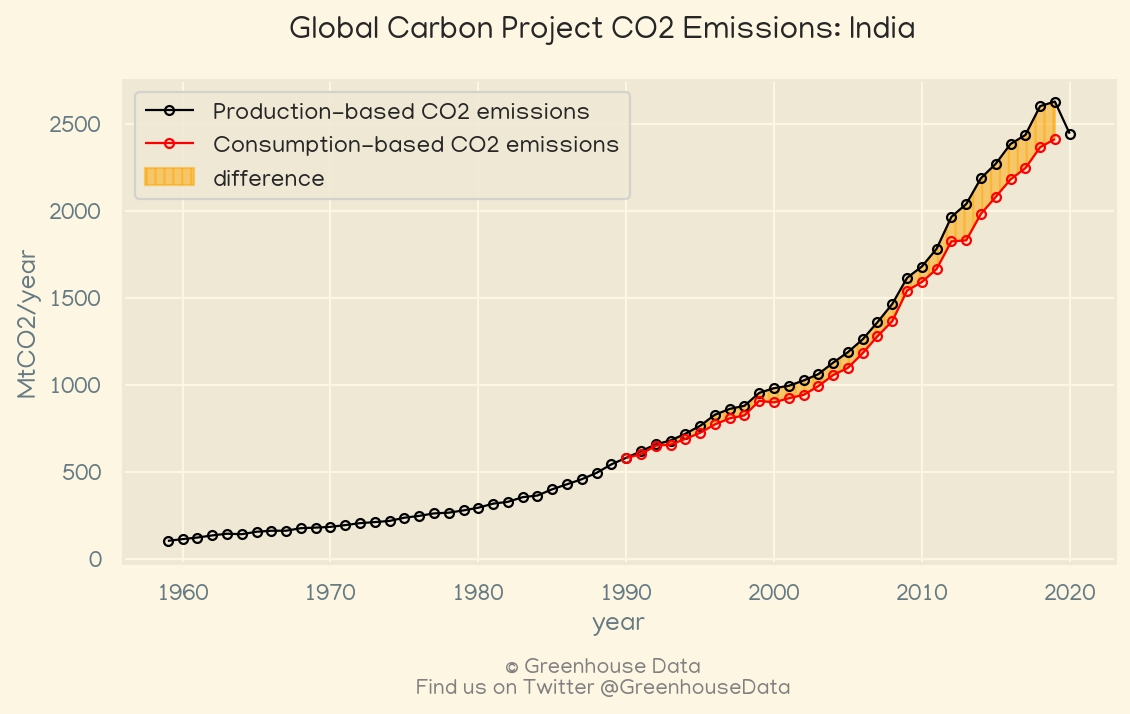 Global Carbon Project CO2 Emissions: India
Production-based CO2 emissions
Consumption-based CO2 emissions
difference
2500
2000
1500
1000
500
0
MtCO2/year
1960 1970 1980 1990 2000 2010 2020
year
© Greenhouse Data
Find us on Twitter @GreenhouseData